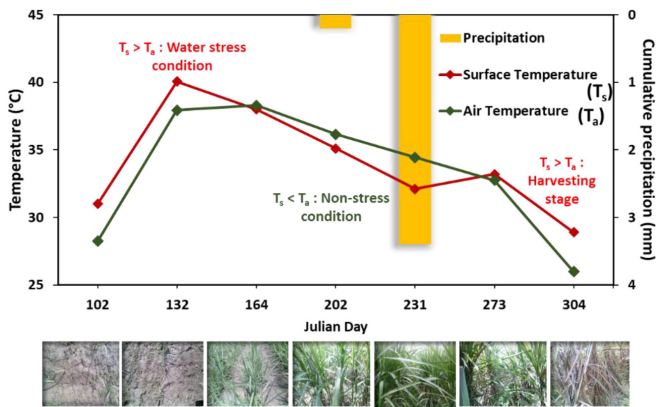 45
40
35
30
25
Temperature (°C)
Ts > Ta : Water stress
condition
Ts < Ta : Non-stress
condition
Ts > Ta :
Harvesting
stage
Precipitation
Surface Temperature
(Ts)
Air Temperature
(Ta)
0
1
2
3
4
Cumulative precipitation (mm)
102 132 164 202 231 273 304
Julian Day